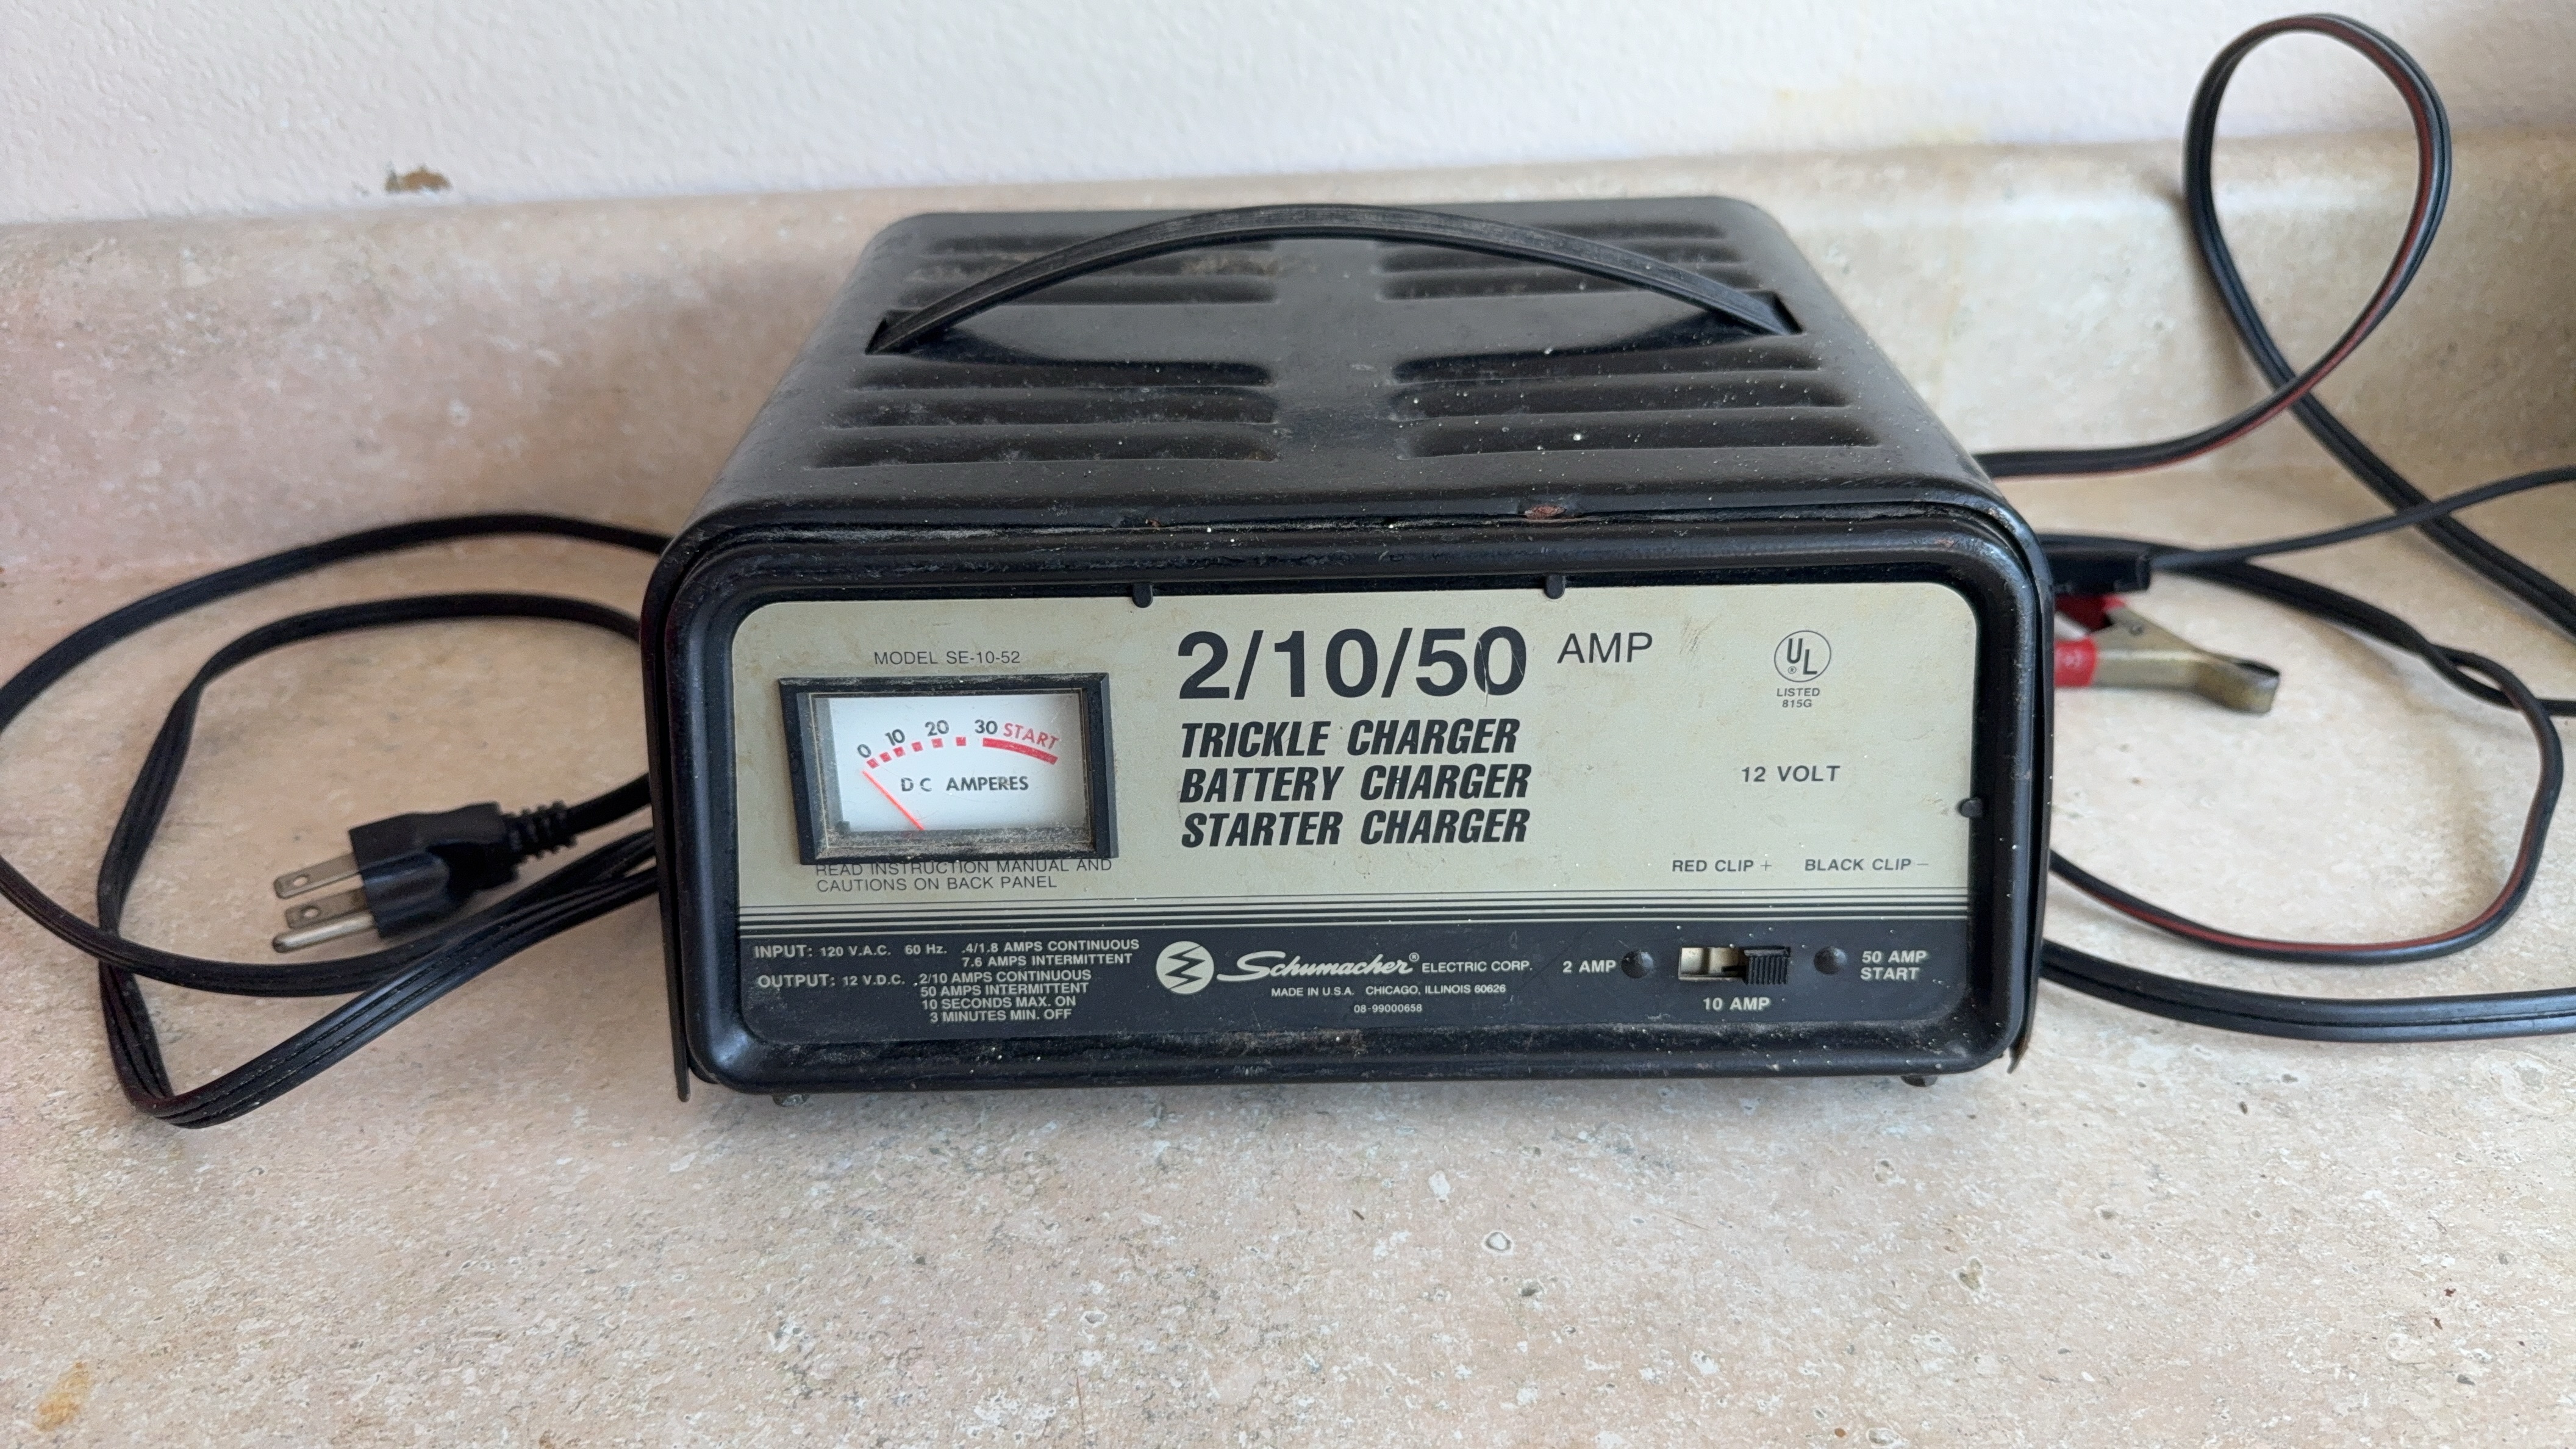 MODEL SE-10-52
2/10/50 AMP
TRICKLE CHARGER
BATTERY CHARGER
STARTER CHARGER
UL
®
LISTED
815G
12 VOLT
0 10 20 30 START
DC AMPERES
READ INSTRUCTION MANUAL AND
CAUTIONS ON BACK PANEL
RED CLIP + BLACK CLIP −
INPUT: 120 V.A.C. 60 Hz. .4/1.8 AMPS CONTINUOUS
7.6 AMPS INTERMITTENT
OUTPUT: 12 V.D.C. 2/10 AMPS CONTINUOUS
50 AMPS INTERMITTENT
10 SECONDS MAX. ON
3 MINUTES MIN. OFF
Schumacher® ELECTRIC CORP.
MADE IN U.S.A. CHICAGO, ILLINOIS 60626
08-99000658
2 AMP
10 AMP
50 AMP
START